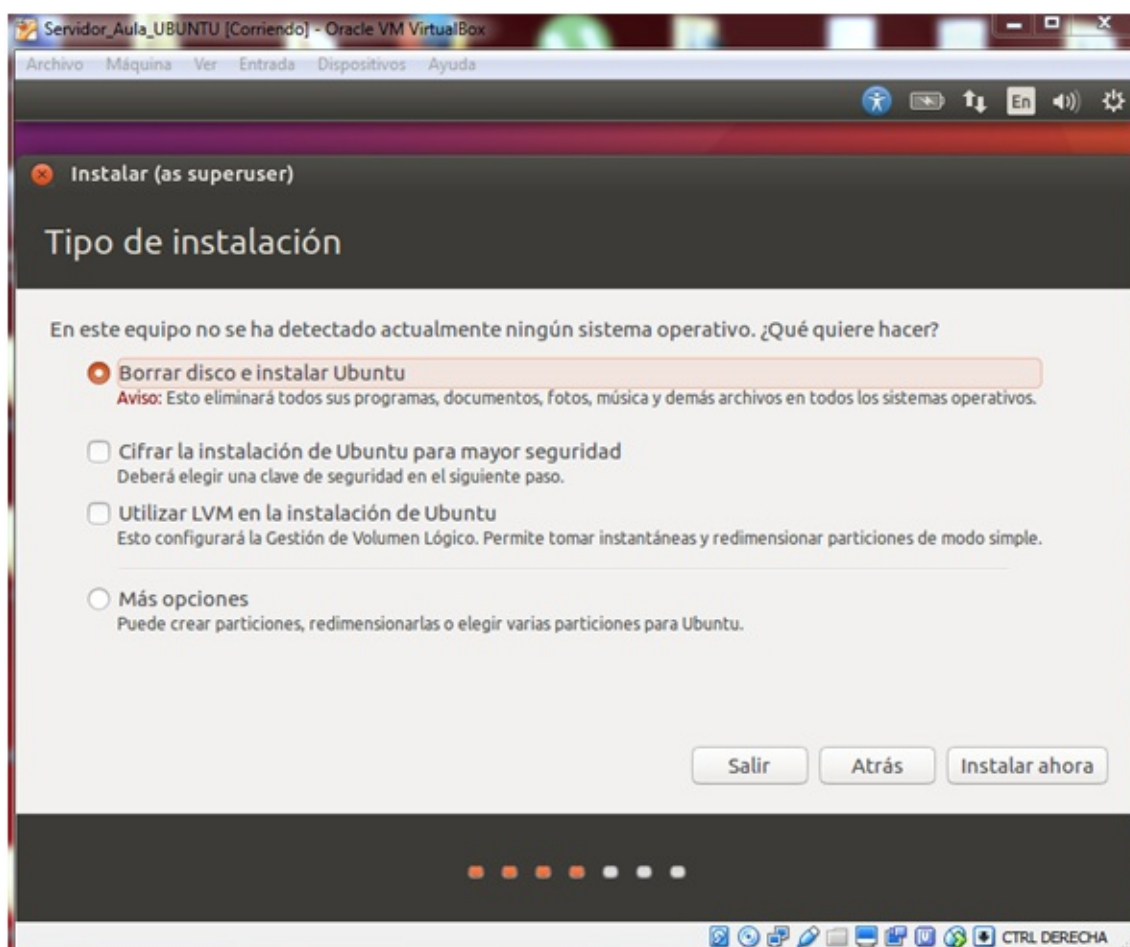 Servidor_Aula_UBUNTU [Corriendo] - Oracle VM VirtualBox
Archivo Máquina Ver Entrada Dispositivos Ayuda
En
Instalar (as superuser)
Tipo de instalación
En este equipo no se ha detectado actualmente ningún sistema operativo. ¿Qué quiere hacer?
Borrar disco e instalar Ubuntu
Aviso: Esto eliminará todos sus programas, documentos, fotos, música y demás archivos en todos los sistemas operativos.
Cifrar la instalación de Ubuntu para mayor seguridad
Deberá elegir una clave de seguridad en el siguiente paso.
Utilizar LVM en la instalación de Ubuntu
Esto configurará la Gestión de Volumen Lógico. Permite tomar instantáneas y redimensionar particiones de modo simple.
Más opciones
Puede crear particiones, redimensionarlas o elegir varias particiones para Ubuntu.
Salir Atrás Instalar ahora
CTRL DERECHA